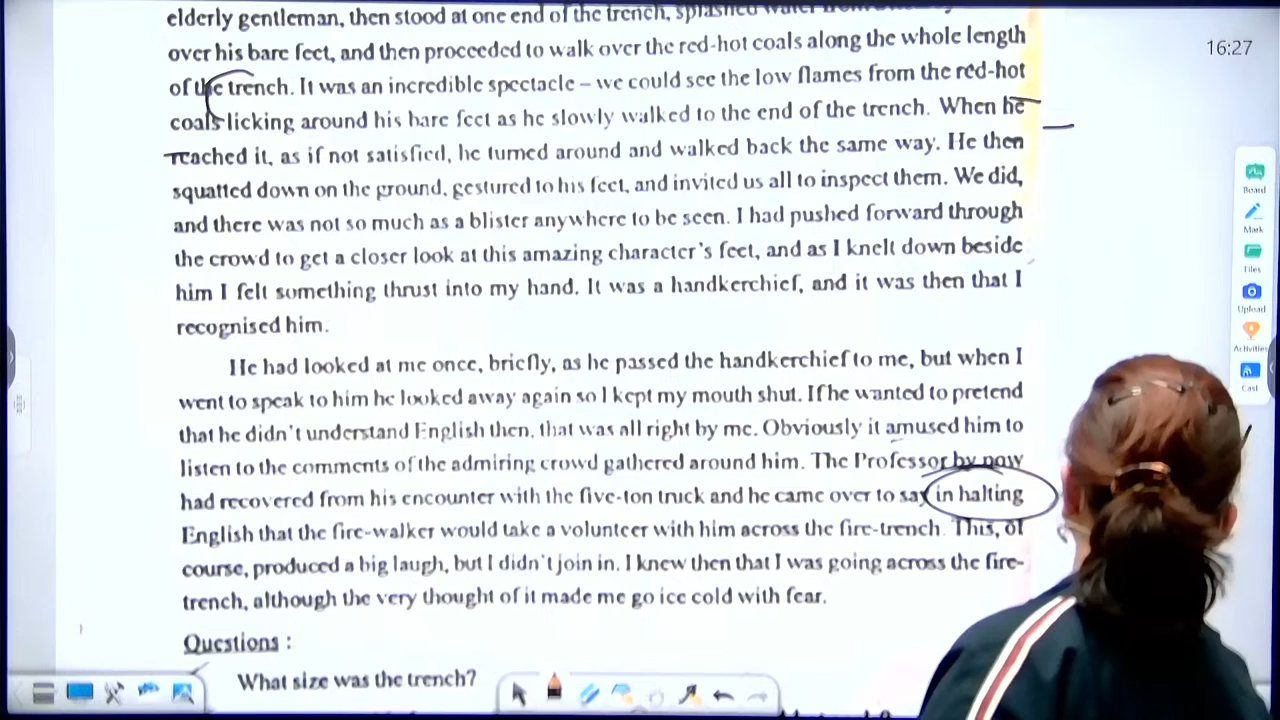 elderly gentleman, then stood at one end of the trench, splashed water
over his bare feet, and then proceeded to walk over the red-hot coals along the whole length
of the trench. It was an incredible spectacle – we could see the low flames from the red-hot
coals licking around his bare feet as he slowly walked to the end of the trench. When he
reached it, as if not satisfied, he turned around and walked back the same way. He then
squatted down on the ground, gestured to his feet, and invited us all to inspect them. We did,
and there was not so much as a blister anywhere to be seen. I had pushed forward through
the crowd to get a closer look at this amazing character's feet, and as I knelt down beside
him I felt something thrust into my hand. It was a handkerchief, and it was then that I
recognised him.
He had looked at me once, briefly, as he passed the handkerchief to me, but when I
went to speak to him he looked away again so I kept my mouth shut. If he wanted to pretend
that he didn't understand English then, that was all right by me. Obviously it amused him to
listen to the comments of the admiring crowd gathered around him. The Professor by now
had recovered from his encounter with the five-ton truck and he came over to say in halting
English that the fire-walker would take a volunteer with him across the fire-trench. This, of
course, produced a big laugh, but I didn't join in. I knew then that I was going across the fire-
trench, although the very thought of it made me go ice cold with fear.
Questions :
What size was the trench?
16:27
Board
Mark
Files
Upload
Activities
Cast